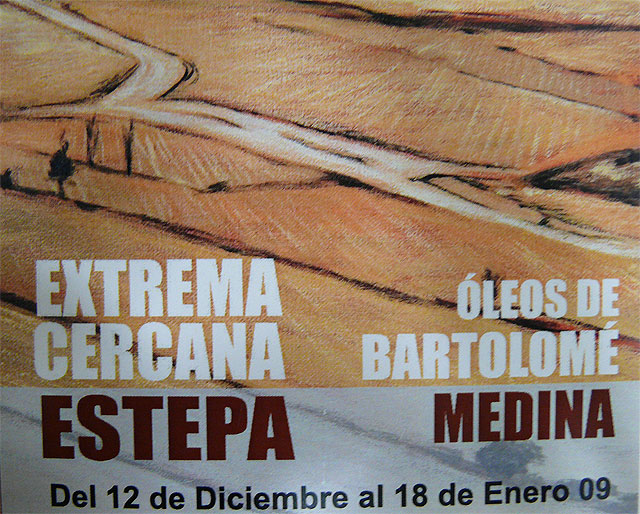 EXTREMA
CERCANA
ESTEPA
ÓLEOS DE
BARTOLOMÉ
MEDINA
Del 12 de Diciembre al 18 de Enero 09